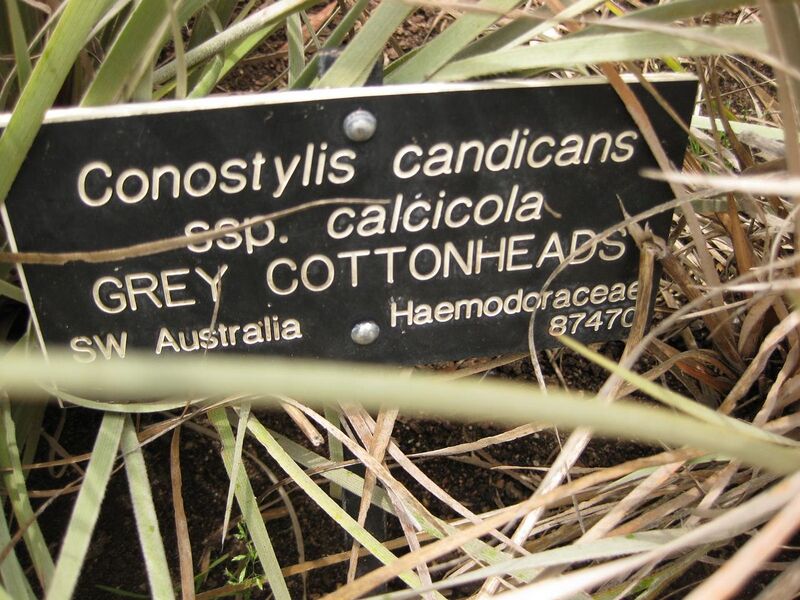 Conostylis candicans
ssp. calcicola
GREY COTTONHEADS
SW Australia Haemodoraceae
87470